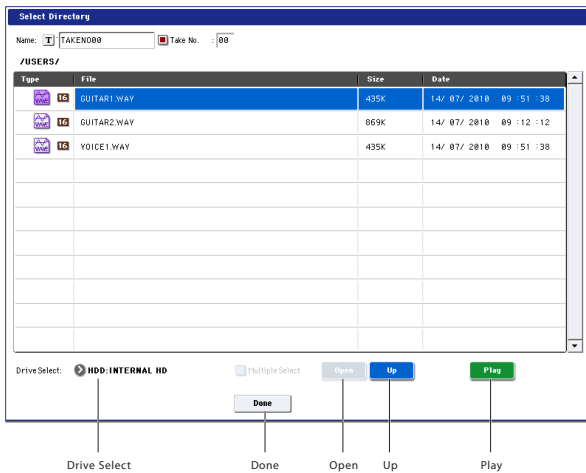 Select Directory
Name: T TAKENO00 Take No. : 00
/USERS/
Type File Size Date
WAVE 16 GUITAR1.WAV 435K 14/ 07/ 2010 09 :51 :38
WAVE 16 GUITAR2.WAV 869K 14/ 07/ 2010 09 :12 :12
WAVE 16 VOICE1.WAV 435K 14/ 07/ 2010 09 :51 :38
Drive Select: HDD:INTERNAL HD Multiple Select Open Up Play
Done
Drive Select Done Open Up Play